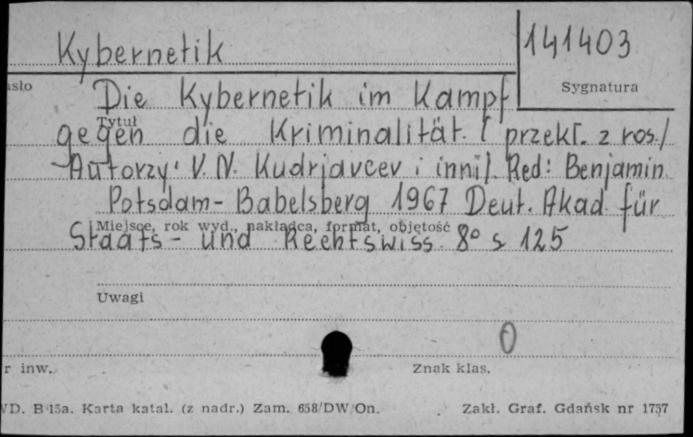 Kybernetik
141403
Sygnatura
asło
Die Kybernetik im Kampf
Tytuł
gegen die Kriminalität. [przekł. z ros./
Autorzy: V. N. Kudrjavcev i inni]. Red: Benjamin.
Potsdam-Babelsberg 1967 Deut. Akad. für
Miejsce, rok wyd., nakładca, format, objętość
Staats- und Rechtswiss. 8° s 125
Uwagi
0
r inw.
Znak klas.
WD. B-15a. Karta katal. (z nadr.) Zam. 658/DW/On.
Zakł. Graf. Gdańsk nr 1737